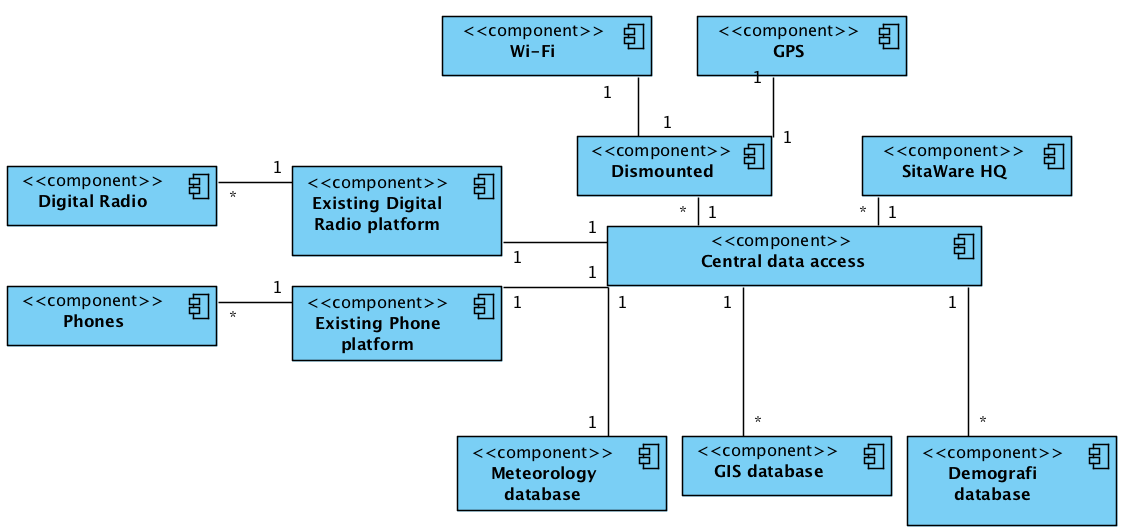 <<component>>
Wi-Fi
<<component>>
GPS
1
1
1
1
<<component>>
Dismounted
<<component>>
SitaWare HQ
<<component>>
Digital Radio
1
*
<<component>>
Existing Digital
Radio platform
*
1
*
1
1
1
<<component>>
Central data access
<<component>>
Phones
1
*
<<component>>
Existing Phone
platform
1
1
1
1
1
1
*
*
<<component>>
Meteorology
database
<<component>>
GIS database
<<component>>
Demografi
database